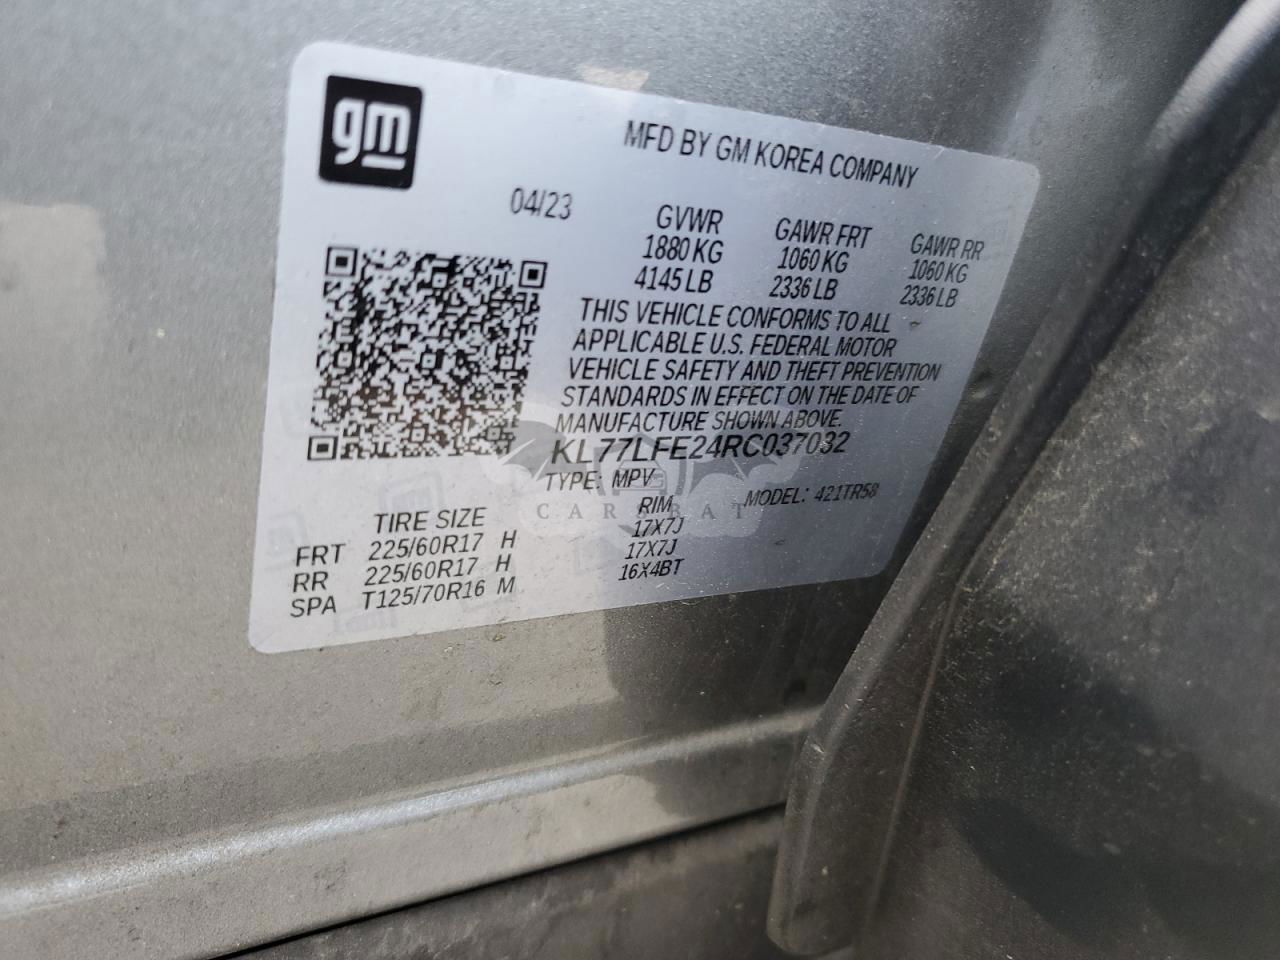 gm
MFD BY GM KOREA COMPANY
04/23
GVWR GAWR FRT GAWR RR
1880 KG 1060 KG 1060 KG
4145 LB 2336 LB 2336 LB
THIS VEHICLE CONFORMS TO ALL
APPLICABLE U.S. FEDERAL MOTOR
VEHICLE SAFETY AND THEFT PREVENTION
STANDARDS IN EFFECT ON THE DATE OF
MANUFACTURE SHOWN ABOVE.
KL77LFE24RC037032
TYPE: MPV MODEL: 421TR58
CARSBAT
TIRE SIZE RIM
FRT 225/60R17 H 17X7J
RR 225/60R17 H 17X7J
SPA T125/70R16 M 16X4BT